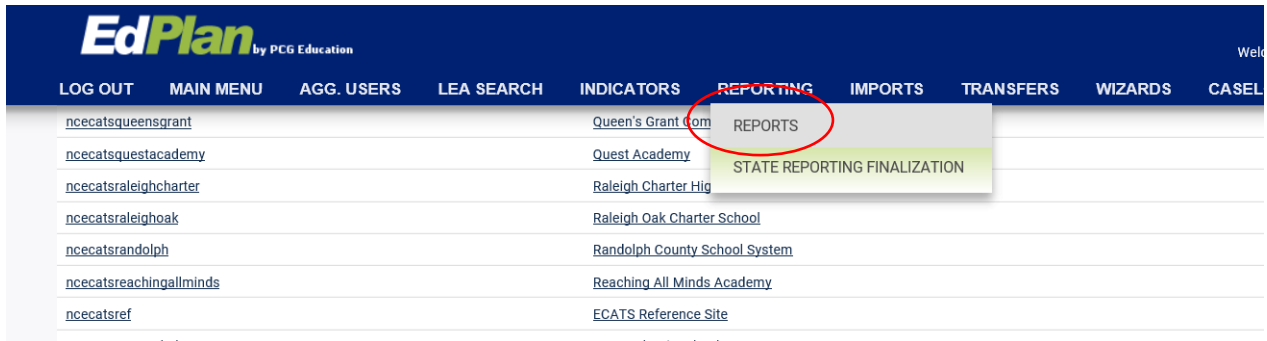 EdPlan by PCG Education
LOG OUT MAIN MENU AGG. USERS LEA SEARCH INDICATORS REPORTING IMPORTS TRANSFERS WIZARDS
ncecatsqueensgrant Queen's Grant Com
REPORTS
ncecatsquestacademy Quest Academy
STATE REPORTING FINALIZATION
ncecatsraleighcharter Raleigh Charter Hig
ncecatsraleighoak Raleigh Oak Charter School
ncecatsrandolph Randolph County School System
ncecatsreachingallminds Reaching All Minds Academy
ncecatsref ECATS Reference Site